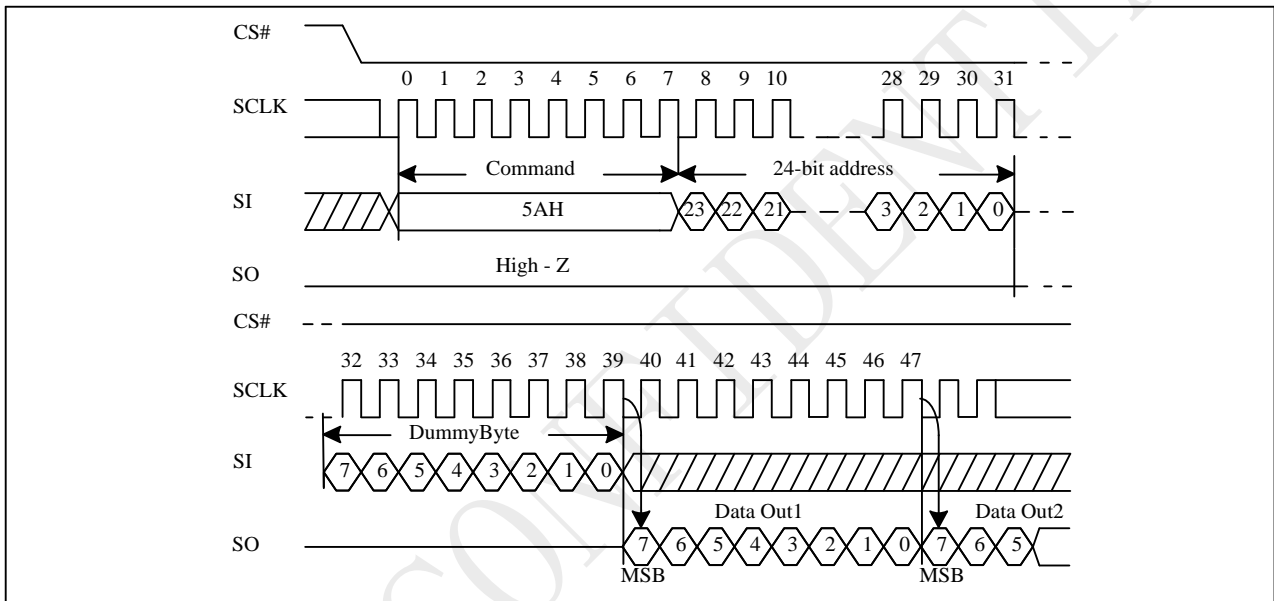 CS#
0 1 2 3 4 5 6 7 8 9 10 28 29 30 31
SCLK
Command 24-bit address
SI 5AH 23 22 21 3 2 1 0
High - Z
SO
CS#
32 33 34 35 36 37 38 39 40 41 42 43 44 45 46 47
SCLK
DummyByte
SI 7 6 5 4 3 2 1 0
Data Out1 Data Out2
SO 7 6 5 4 3 2 1 0 7 6 5
MSB MSB